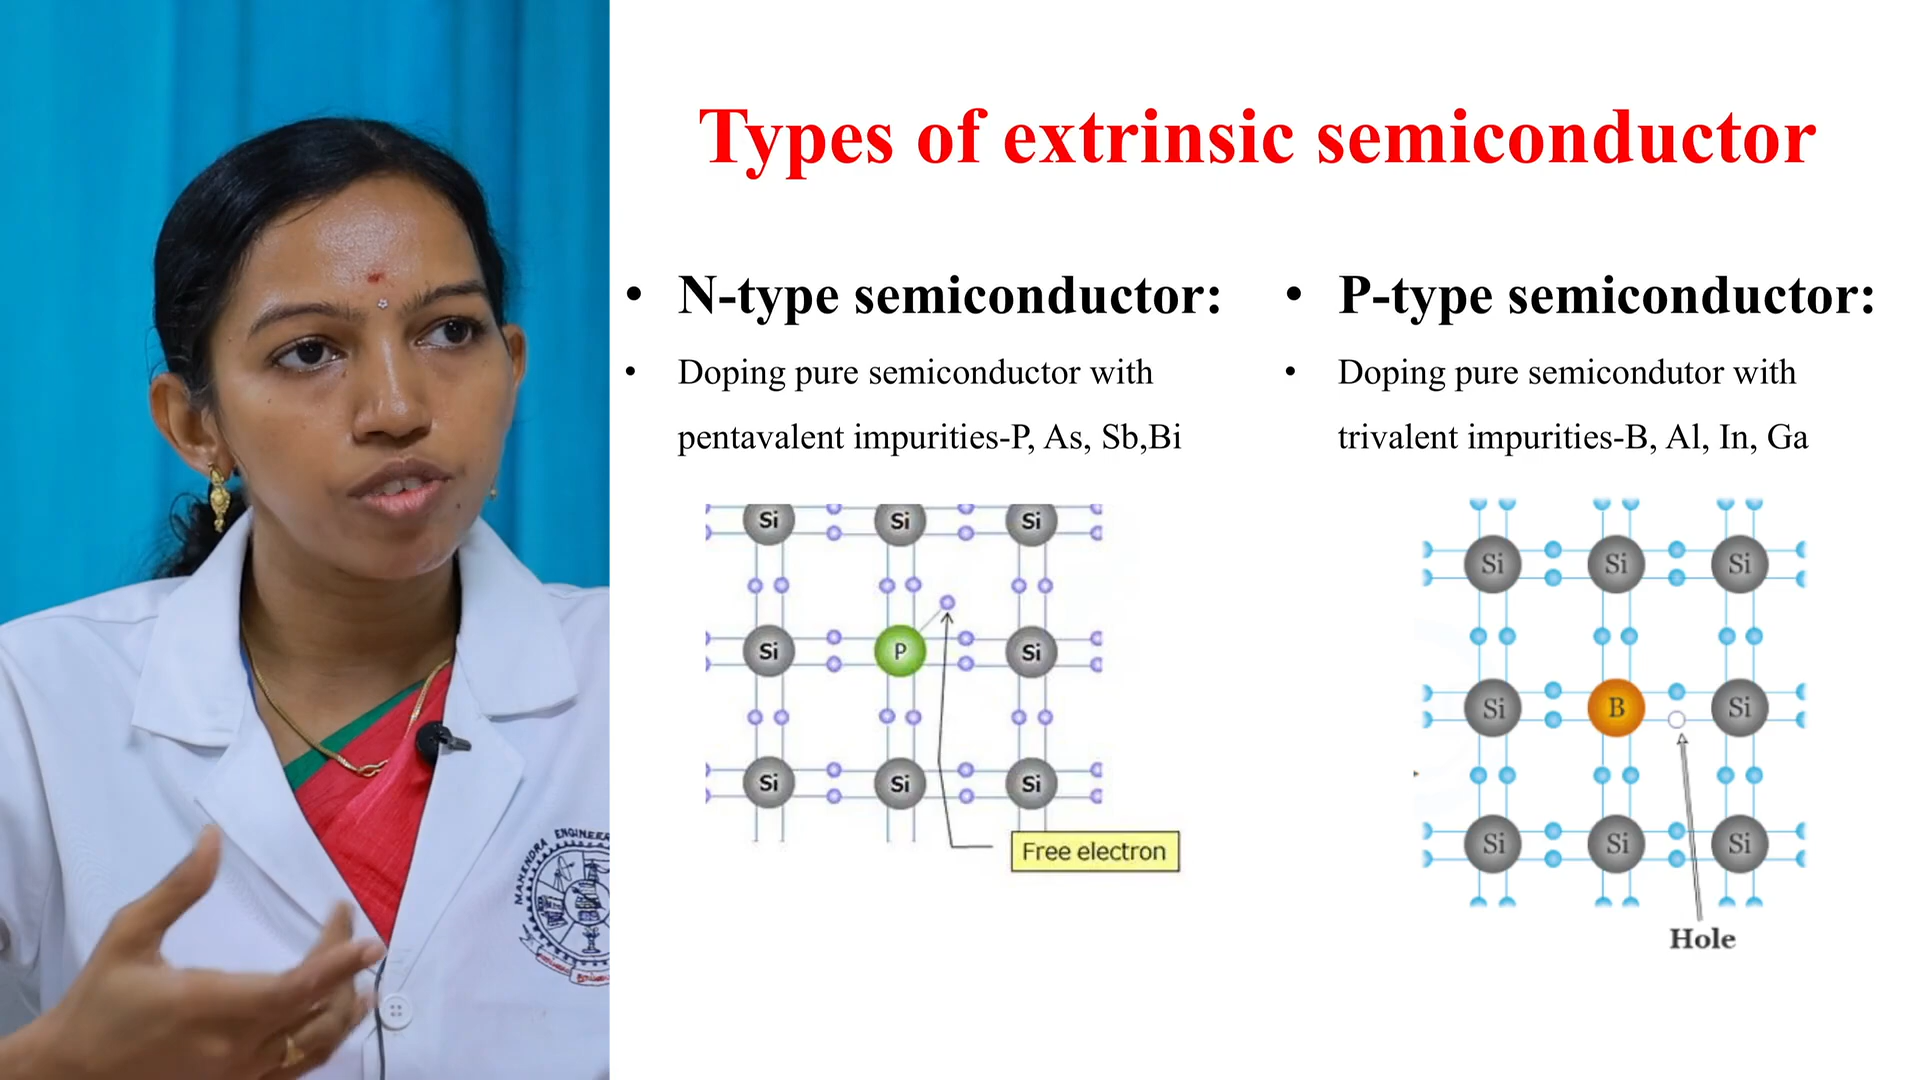 Types of extrinsic semiconductor
• N-type semiconductor:
• Doping pure semiconductor with
pentavalent impurities-P, As, Sb,Bi
Si Si Si
Si P Si
Si Si Si
Free electron
• P-type semiconductor:
• Doping pure semicondutor with
trivalent impurities-B, Al, In, Ga
Si Si Si
Si B Si
Si Si Si
Hole
MAHENDRA ENGINEER